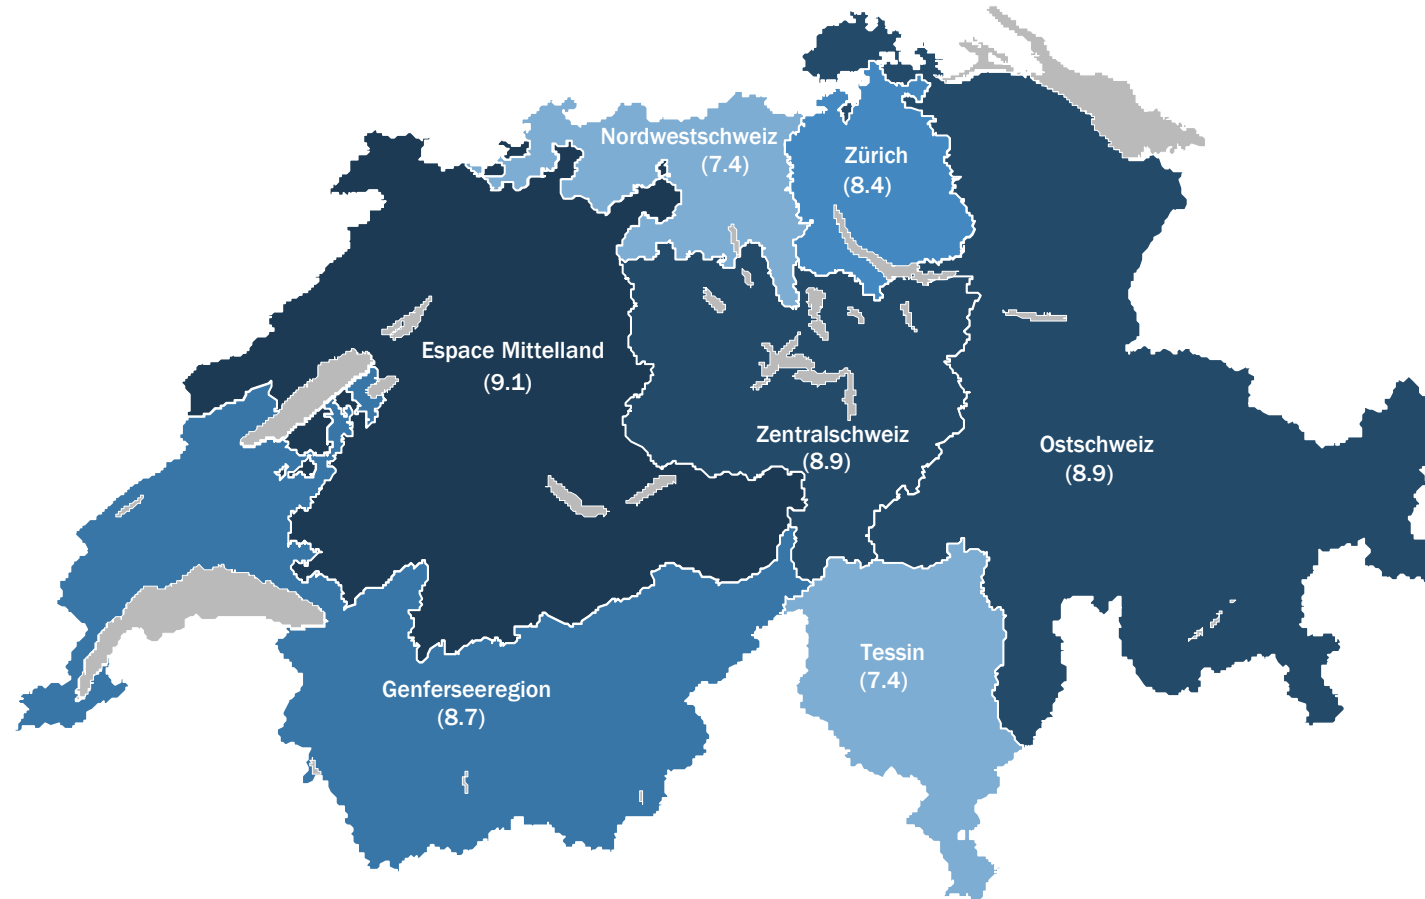 Nordwestschweiz
(7.4)
Zürich
(8.4)
Espace Mittelland
(9.1)
Zentralschweiz
(8.9)
Ostschweiz
(8.9)
Genferseeregion
(8.7)
Tessin
(7.4)